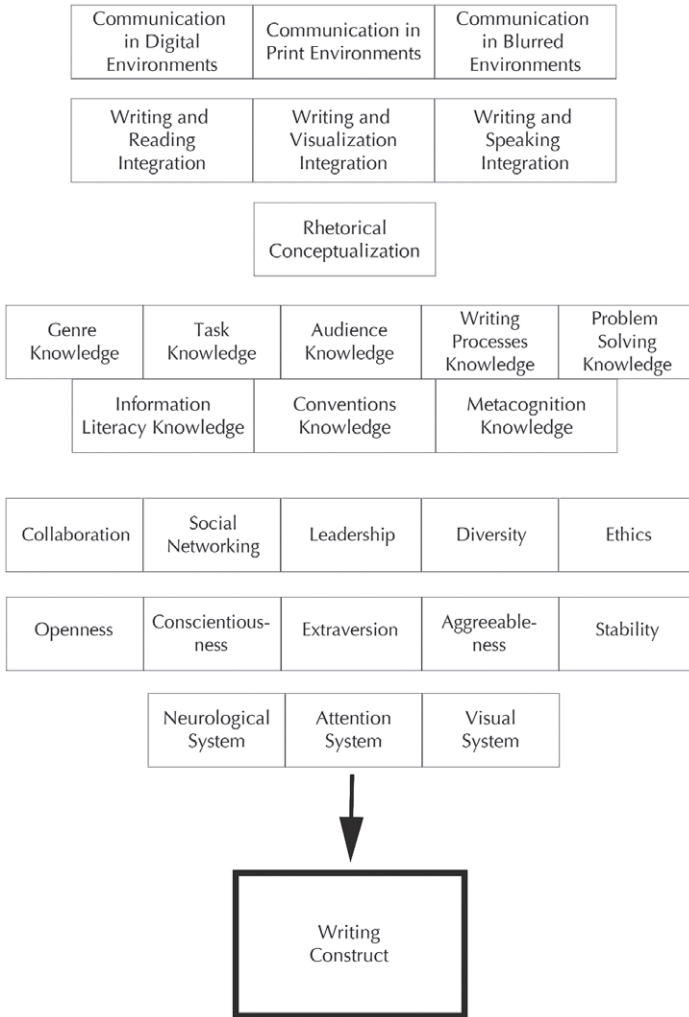 Communication
in Digital
Environments
Communication in
Print Environments
Communication
in Blurred
Environments
Writing and
Reading
Integration
Writing and
Visualization
Integration
Writing and
Speaking
Integration
Rhetorical
Conceptualization
Genre
Knowledge
Task
Knowledge
Audience
Knowledge
Writing
Processes
Knowledge
Problem
Solving
Knowledge
Information
Literacy Knowledge
Conventions
Knowledge
Metacognition
Knowledge
Collaboration
Social
Networking
Leadership
Diversity
Ethics
Openness
Conscientious-
ness
Extraversion
Aggreeable-
ness
Stability
Neurological
System
Attention
System
Visual
System
Writing
Construct